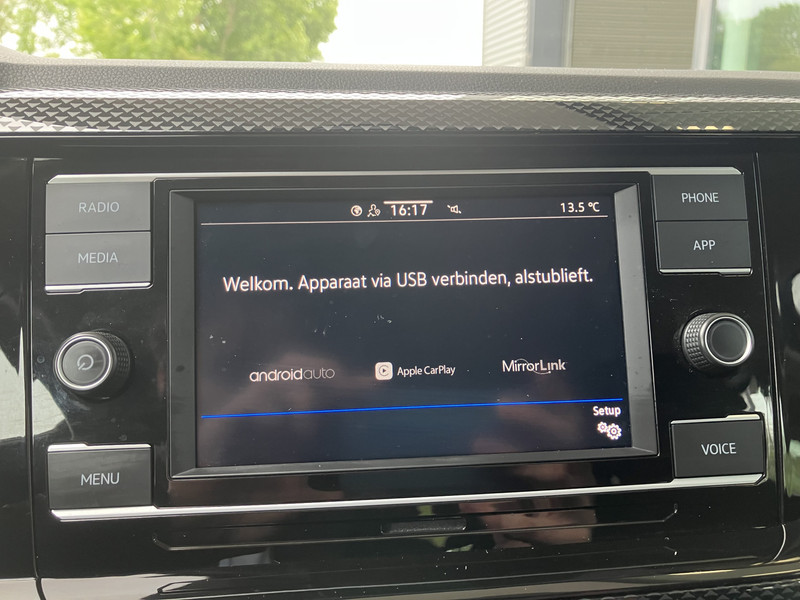 RADIO
MEDIA
MENU
16:17
13.5 °C
Welkom. Apparaat via USB verbinden, alstublieft.
androidauto
Apple CarPlay
MirrorLink
Setup
PHONE
APP
VOICE